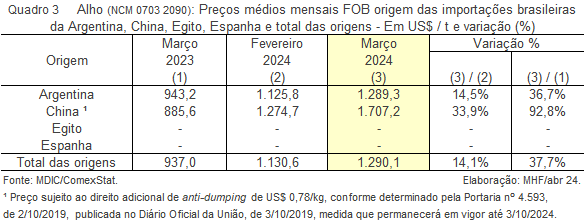 Quadro 3 Alho (NCM 0703 2090): Preços médios mensais FOB origem das importações brasileiras
da Argentina, China, Egito, Espanha e total das origens - Em US$ / t e variação (%)
Origem Março 2023 (1) Fevereiro 2024 (2) Março 2024 (3) Variação %
(3) / (2) (3) / (1)
Argentina 943,2 1.125,8 1.289,3 14,5% 36,7%
China ¹ 885,6 1.274,7 1.707,2 33,9% 92,8%
Egito - - - - -
Espanha - - - - -
Total das origens 937,0 1.130,6 1.290,1 14,1% 37,7%
Fonte: MDIC/ComexStat. Elaboração: MHF/abr 24.
¹ Preço sujeito ao direito adicional de anti-dumping de US$ 0,78/kg, conforme determinado pela Portaria nº 4.593,
de 2/10/2019, publicada no Diário Oficial da União, de 3/10/2019, medida que permanecerá em vigor até 3/10/2024.